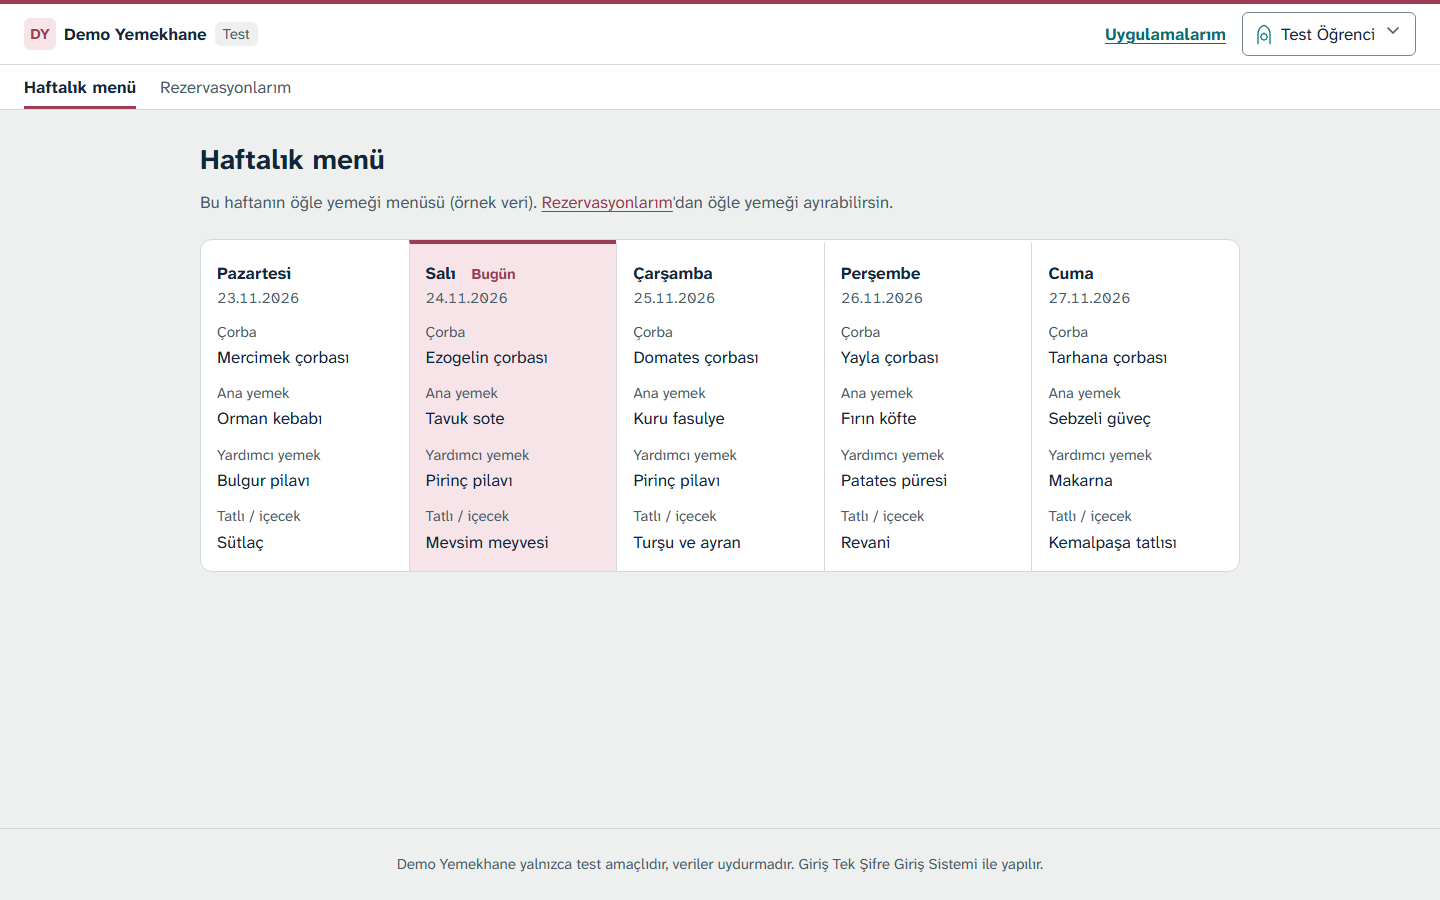 DY Demo Yemekhane Test
Uygulamalarım Test Öğrenci
Haftalık menü Rezervasyonlarım
Haftalık menü
Bu haftanın öğle yemeği menüsü (örnek veri). Rezervasyonlarım'dan öğle yemeği ayırabilirsin.
Pazartesi
23.11.2026
Çorba
Mercimek çorbası
Ana yemek
Orman kebabı
Yardımcı yemek
Bulgur pilavı
Tatlı / içecek
Sütlaç
Salı Bugün
24.11.2026
Çorba
Ezogelin çorbası
Ana yemek
Tavuk sote
Yardımcı yemek
Pirinç pilavı
Tatlı / içecek
Mevsim meyvesi
Çarşamba
25.11.2026
Çorba
Domates çorbası
Ana yemek
Kuru fasulye
Yardımcı yemek
Pirinç pilavı
Tatlı / içecek
Turşu ve ayran
Perşembe
26.11.2026
Çorba
Yayla çorbası
Ana yemek
Fırın köfte
Yardımcı yemek
Patates püresi
Tatlı / içecek
Revani
Cuma
27.11.2026
Çorba
Tarhana çorbası
Ana yemek
Sebzeli güveç
Yardımcı yemek
Makarna
Tatlı / içecek
Kemalpaşa tatlısı
Demo Yemekhane yalnızca test amaçlıdır, veriler uydurmadır. Giriş Tek Şifre Giriş Sistemi ile yapılır.